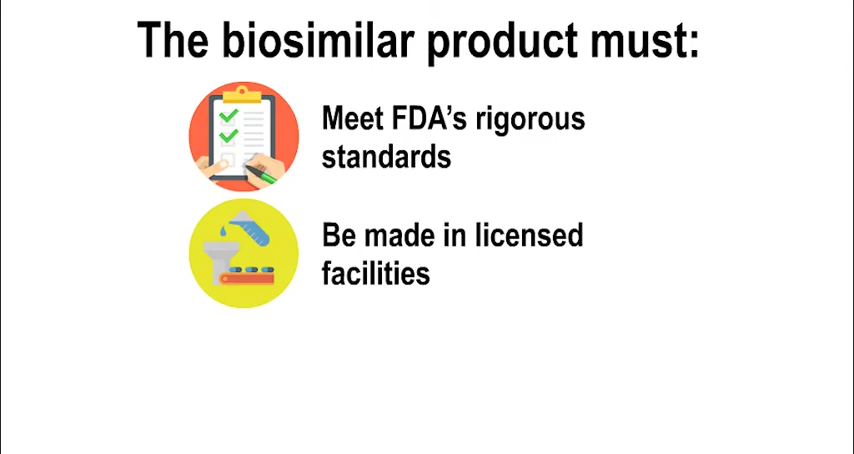 The biosimilar product must:
Meet FDA's rigorous
standards
Be made in licensed
facilities